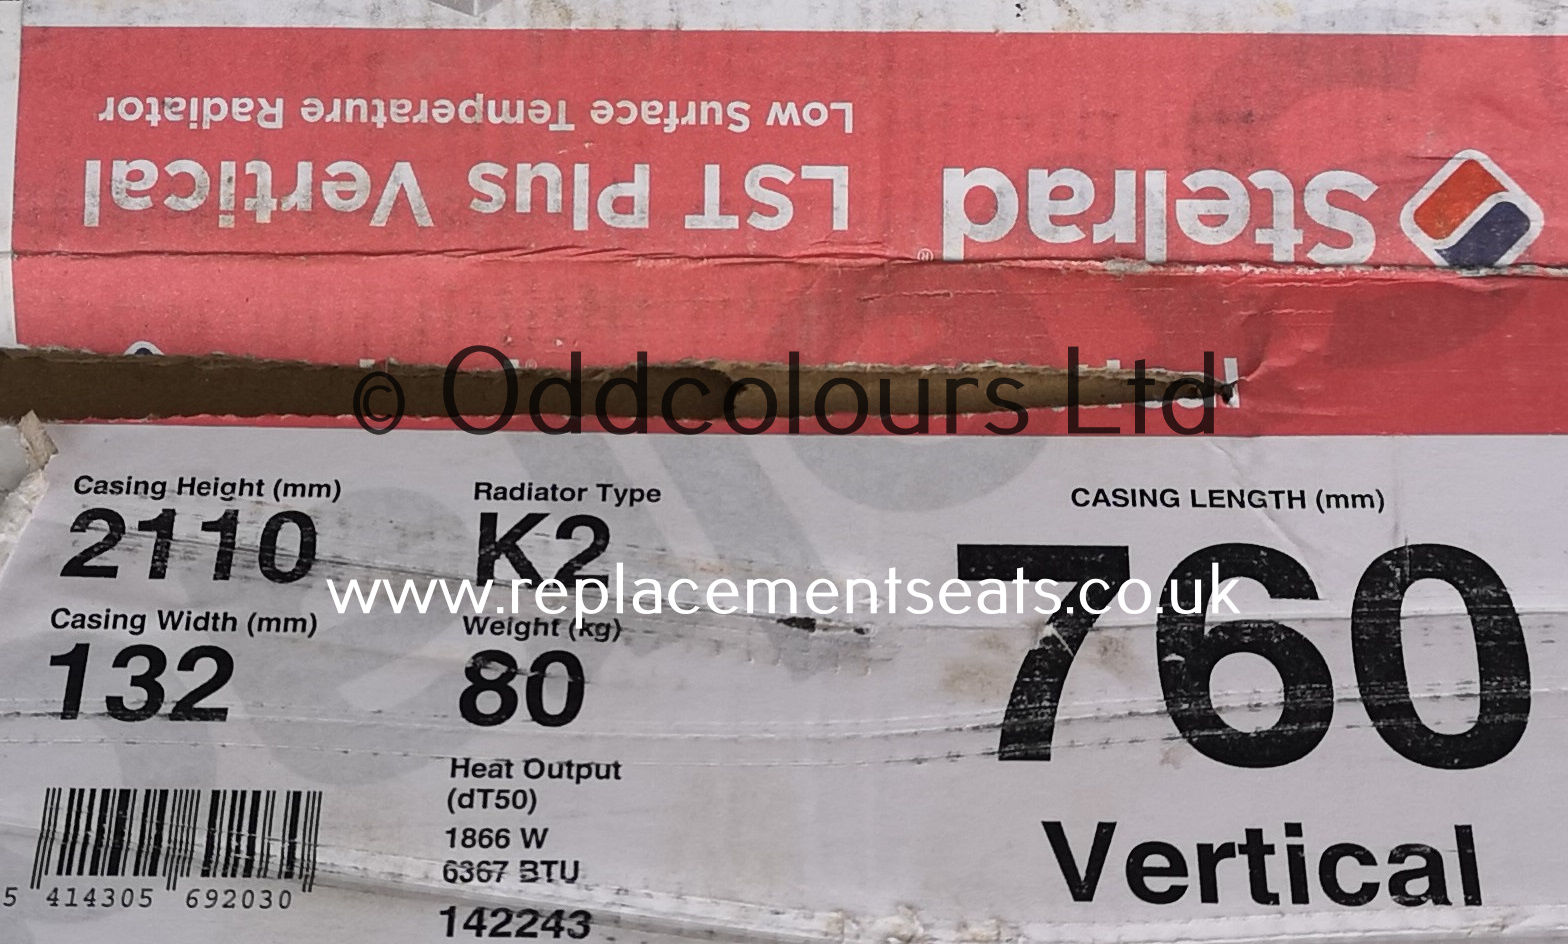 Stelrad® LST Plus Vertical
Low Surface Temperature Radiator
© Oddcolours Ltd
www.replacementseats.co.uk
Casing Height (mm)
2110
Casing Width (mm)
132
5 414305 692030
Radiator Type
K2
Weight (kg)
80
Heat Output
(dT50)
1866 W
6367 BTU
142243
CASING LENGTH (mm)
760
Vertical